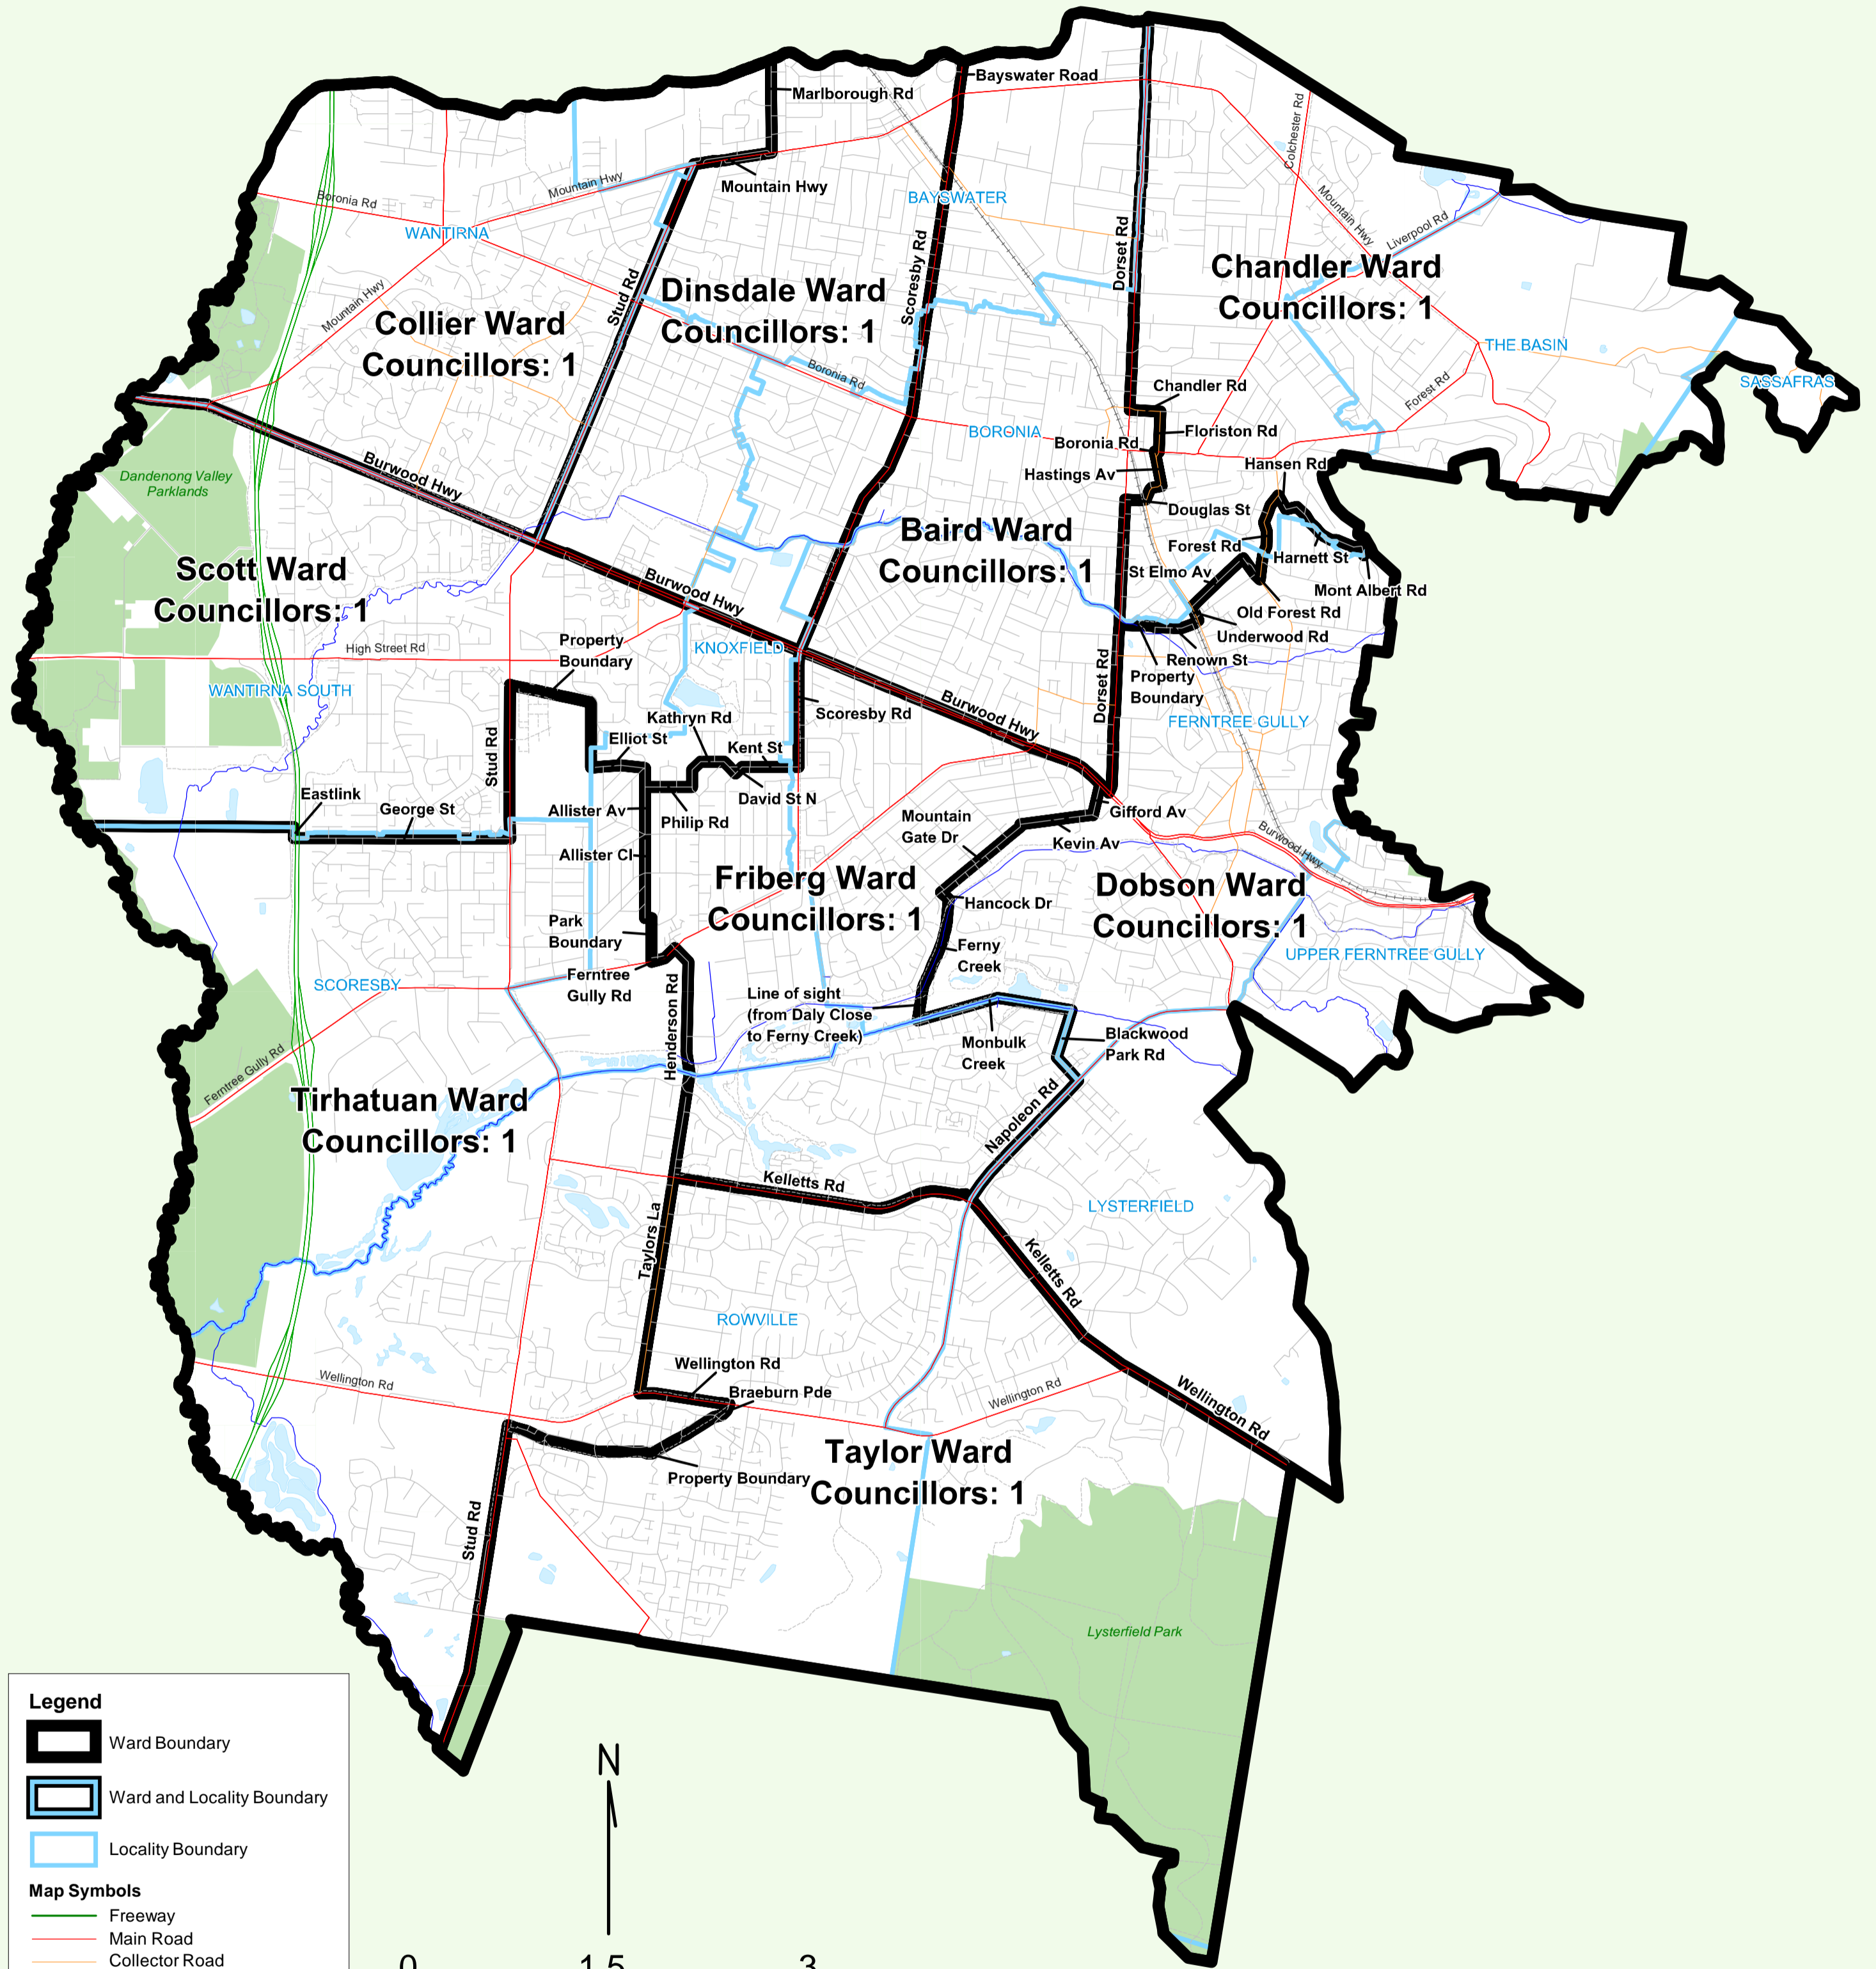 Bayswater Road
Marlborough Rd
Colchester Rd
Mountain Hwy
Mountain Hwy
Boronia Rd
BAYSWATER
Mountain Hwy
Liverpool Rd
WANTIRNA
Dorset Rd
Scoresby Rd
Chandler Ward
Councillors: 1
Stud Rd
Dinsdale Ward
Councillors: 1
Mountain Hwy
Collier Ward
Councillors: 1
THE BASIN
Boronia Rd
SASSAFRAS
Chandler Rd
Forest Rd
BORONIA
Floriston Rd
Boronia Rd
Hastings Av
Hansen Rd
Burwood Hwy
Dandenong Valley
Parklands
Douglas St
Baird Ward
Councillors: 1
Forest Rd
Harnett St
St Elmo Av
Mont Albert Rd
Scott Ward
Councillors: 1
Burwood Hwy
Old Forest Rd
Underwood Rd
Property
Boundary
High Street Rd
KNOXFIELD
Renown St
Property
Boundary
WANTIRNA SOUTH
Dorset Rd
Burwood Hwy
Scoresby Rd
Kathryn Rd
FERNTREE GULLY
Elliot St
Kent St
Stud Rd
Eastlink
George St
Allister Av
David St N
Philip Rd
Gifford Av
Mountain
Gate Dr
Kevin Av
Burwood Hwy
Allister Cl
Friberg Ward
Councillors: 1
Dobson Ward
Councillors: 1
Hancock Dr
Park
Boundary
Ferny
Creek
UPPER FERNTREE GULLY
SCORESBY
Ferntree
Gully Rd
Henderson Rd
Line of sight
(from Daly Close
to Ferny Creek)
Monbulk
Creek
Blackwood
Park Rd
Ferntree Gully Rd
Tirhatuan Ward
Councillors: 1
Napoleon Rd
Kelletts Rd
LYSTERFIELD
Taylors La
Kelletts Rd
ROWVILLE
Wellington Rd
Wellington Rd
Braeburn Pde
Wellington Rd
Wellington Rd
Taylor Ward
Councillors: 1
Property Boundary
Stud Rd
Lysterfield Park
Legend
Ward Boundary
Ward and Locality Boundary
Locality Boundary
Map Symbols
Freeway
Main Road
Collector Road
N
0 1.5 3